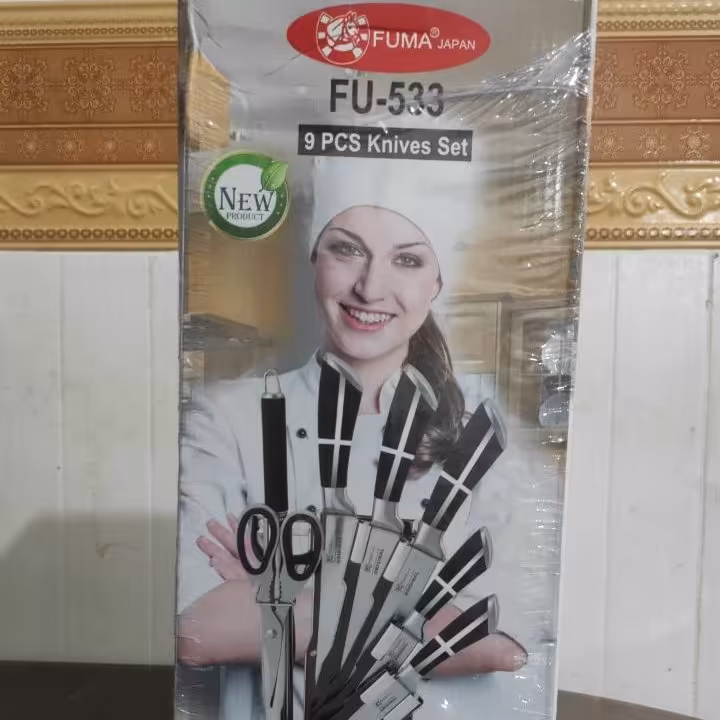 FUMA® JAPAN
FU-533
9 PCS Knives Set
NEW
PRODUCT